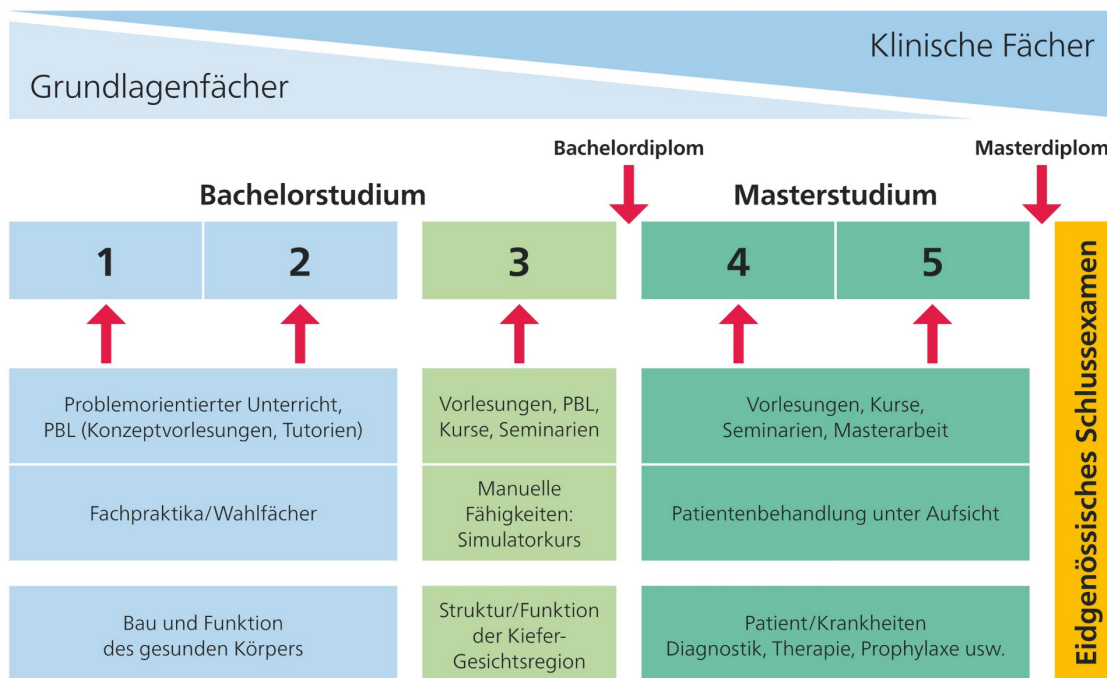 Klinische Fächer
Grundlagenfächer
Bachelordiplom
Masterdiplom
Bachelorstudium
Masterstudium
1
2
3
4
5
Eidgenössisches Schlussexamen
Problemorientierter Unterricht,
PBL (Konzeptvorlesungen, Tutorien)
Vorlesungen, PBL,
Kurse, Seminarien
Vorlesungen, Kurse,
Seminarien, Masterarbeit
Fachpraktika/Wahlfächer
Manuelle
Fähigkeiten:
Simulatorkurs
Patientenbehandlung unter Aufsicht
Bau und Funktion
des gesunden Körpers
Struktur/Funktion
der Kiefer-
Gesichtsregion
Patient/Krankheiten
Diagnostik, Therapie, Prophylaxe usw.